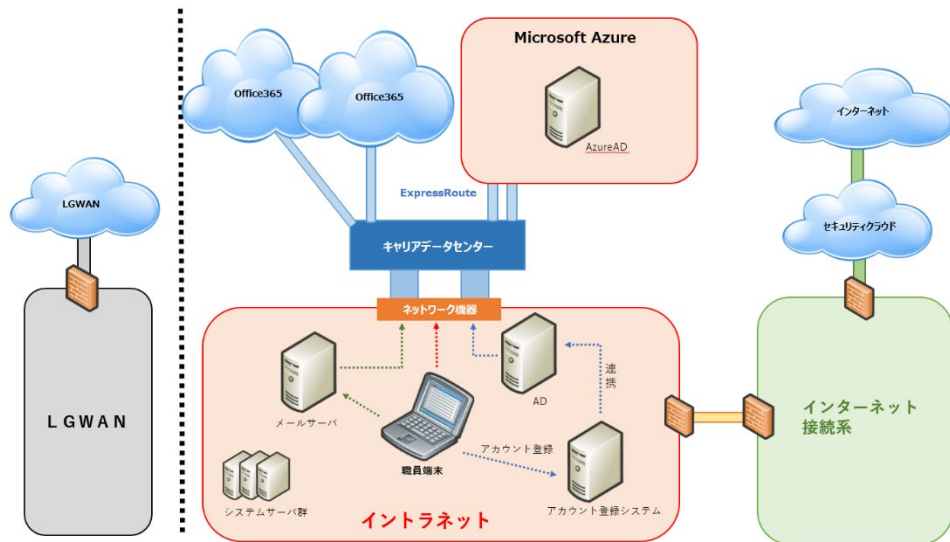 Microsoft Azure
Office365
Office365
AzureAD
インターネット
LGWAN
ExpressRoute
セキュリティクラウド
キャリアデータセンター
ネットワーク機器
連携
AD
メールサーバ
インターネット
接続系
LGWAN
アカウント登録
職員端末
システムサーバ群
アカウント登録システム
イントラネット